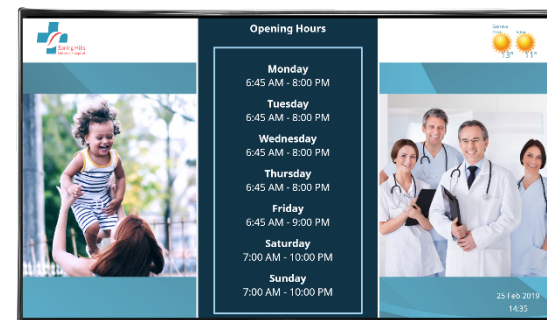 Spring Hills
Opening Hours
Monday
6:45 AM - 8:00 PM
Tuesday
6:45 AM - 8:00 PM
Wednesday
6:45 AM - 8:00 PM
Thursday
6:45 AM - 8:00 PM
Friday
6:45 AM - 9:00 PM
Saturday
7:00 AM - 10:00 PM
Sunday
7:00 AM - 10:00 PM
13°
11°
25 Feb 2019
14:35